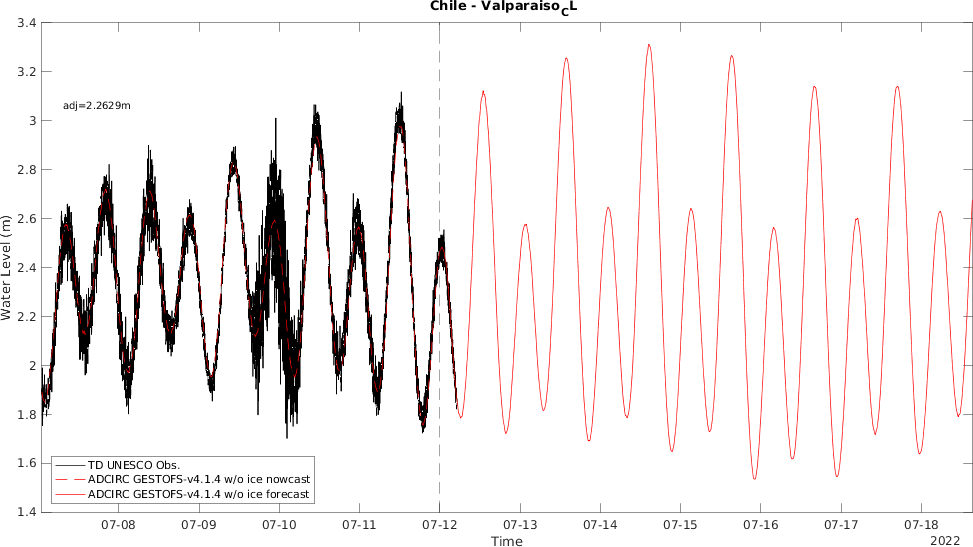 Chile - Valparaiso_CL
3.4
3.2
3
2.8
2.6
2.4
2.2
2
1.8
1.6
1.4
Water Level (m)
adj=2.2629m
TD UNESCO Obs.
ADCIRC GESTOFS-v4.1.4 w/o ice nowcast
ADCIRC GESTOFS-v4.1.4 w/o ice forecast
07-08 07-09 07-10 07-11 07-12 07-13 07-14 07-15 07-16 07-17 07-18
Time
2022